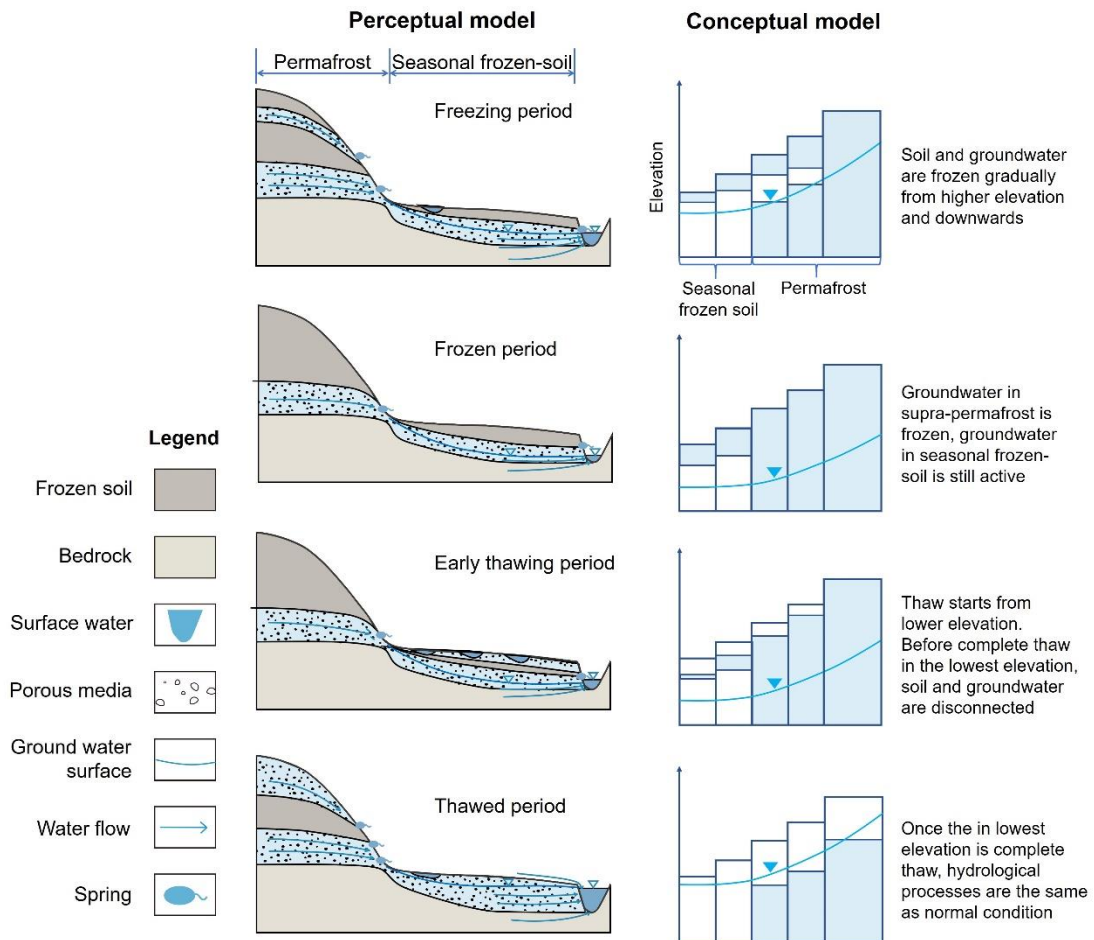 Perceptual model
Conceptual model
Permafrost
Seasonal frozen-soil
Freezing period
Elevation
Seasonal
frozen soil
Permafrost
Soil and groundwater
are frozen gradually
from higher elevation
and downwards
Frozen period
Groundwater in
supra-permafrost is
frozen, groundwater
in seasonal frozen-
soil is still active
Legend
Frozen soil
Bedrock
Surface water
Porous media
Ground water
surface
Water flow
Spring
Early thawing period
Thaw starts from
lower elevation.
Before complete thaw
in the lowest elevation,
soil and groundwater
are disconnected
Thawed period
Once the in lowest
elevation is complete
thaw, hydrological
processes are the same
as normal condition